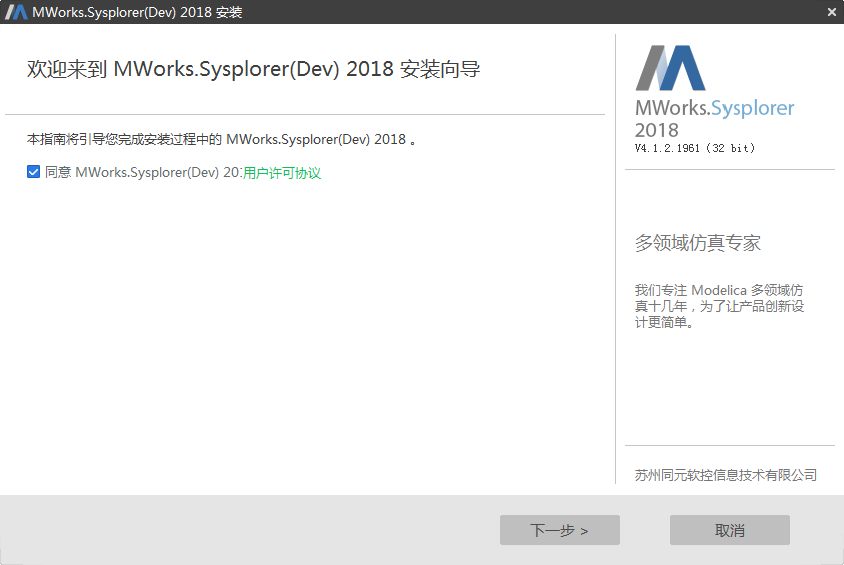 MWorks.Sysplorer(Dev) 2018 安装
欢迎来到 MWorks.Sysplorer(Dev) 2018 安装向导
本指南将引导您完成安装过程中的 MWorks.Sysplorer(Dev) 2018 。
同意 MWorks.Sysplorer(Dev) 20 用户许可协议
MWorks.Sysplorer
2018
V4.1.2.1961 (32 bit)
多领域仿真专家
我们专注 Modelica 多领域仿
真十几年，为了让产品创新设
计更简单。
苏州同元软控信息技术有限公司
下一步 >
取消